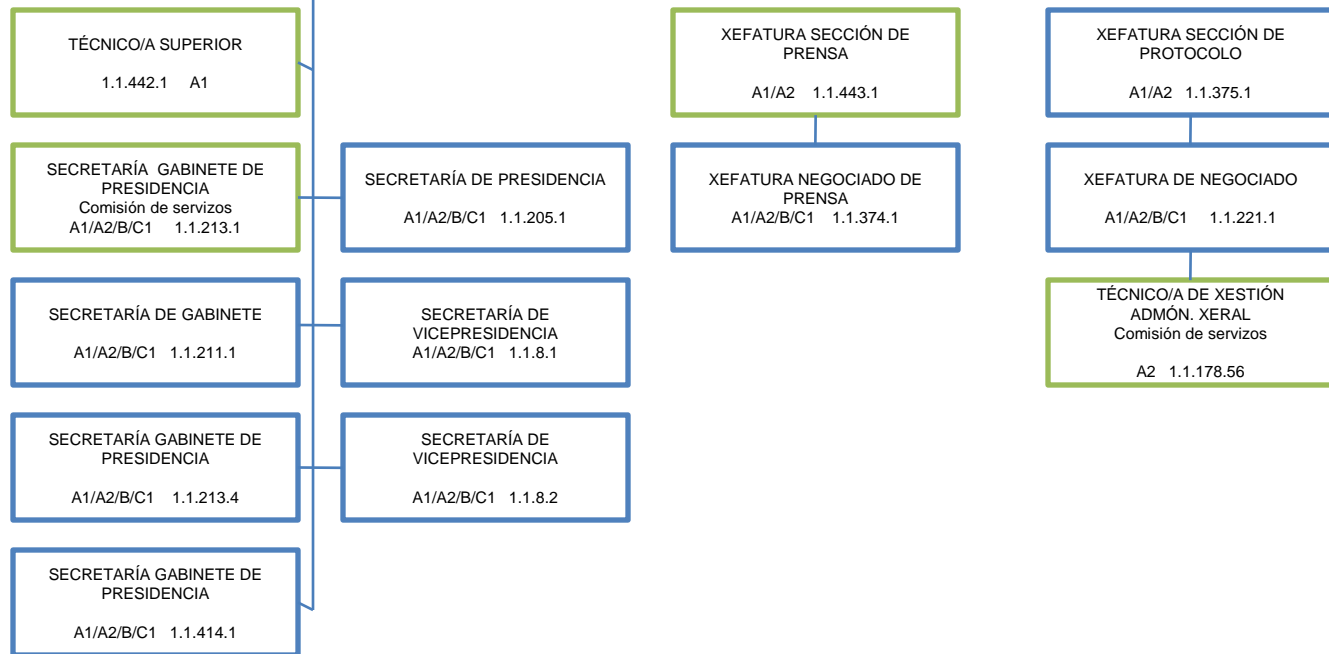 TÉCNICO/A SUPERIOR
1.1.442.1 A1
SECRETARÍA GABINETE DE
PRESIDENCIA
Comisión de servizos
A1/A2/B/C1 1.1.213.1
SECRETARÍA DE PRESIDENCIA
A1/A2/B/C1 1.1.205.1
SECRETARÍA DE GABINETE
A1/A2/B/C1 1.1.211.1
SECRETARÍA DE
VICEPRESIDENCIA
A1/A2/B/C1 1.1.8.1
SECRETARÍA GABINETE DE
PRESIDENCIA
A1/A2/B/C1 1.1.213.4
SECRETARÍA DE
VICEPRESIDENCIA
A1/A2/B/C1 1.1.8.2
SECRETARÍA GABINETE DE
PRESIDENCIA
A1/A2/B/C1 1.1.414.1
XEFATURA SECCIÓN DE
PRENSA
A1/A2 1.1.443.1
XEFATURA NEGOCIADO DE
PRENSA
A1/A2/B/C1 1.1.374.1
XEFATURA SECCIÓN DE
PROTOCOLO
A1/A2 1.1.375.1
XEFATURA DE NEGOCIADO
A1/A2/B/C1 1.1.221.1
TÉCNICO/A DE XESTIÓN
ADMÓN. XERAL
Comisión de servizos
A2 1.1.178.56